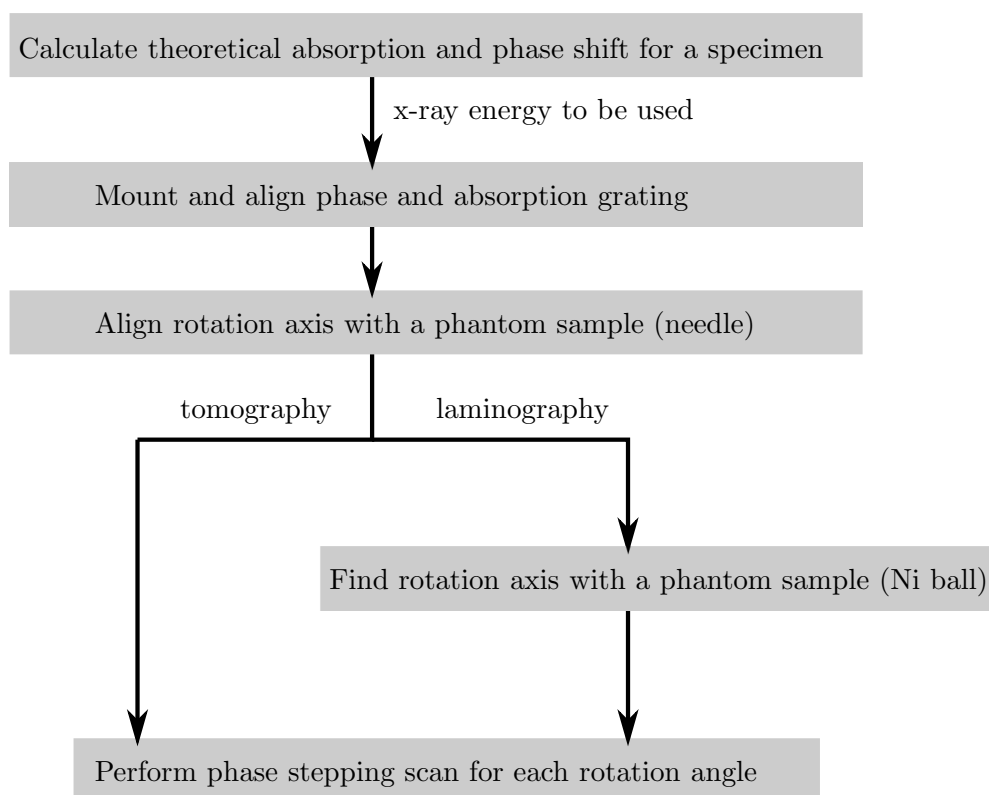 Calculate theoretical absorption and phase shift for a specimen
x-ray energy to be used
Mount and align phase and absorption grating
Align rotation axis with a phantom sample (needle)
tomography
laminography
Find rotation axis with a phantom sample (Ni ball)
Perform phase stepping scan for each rotation angle